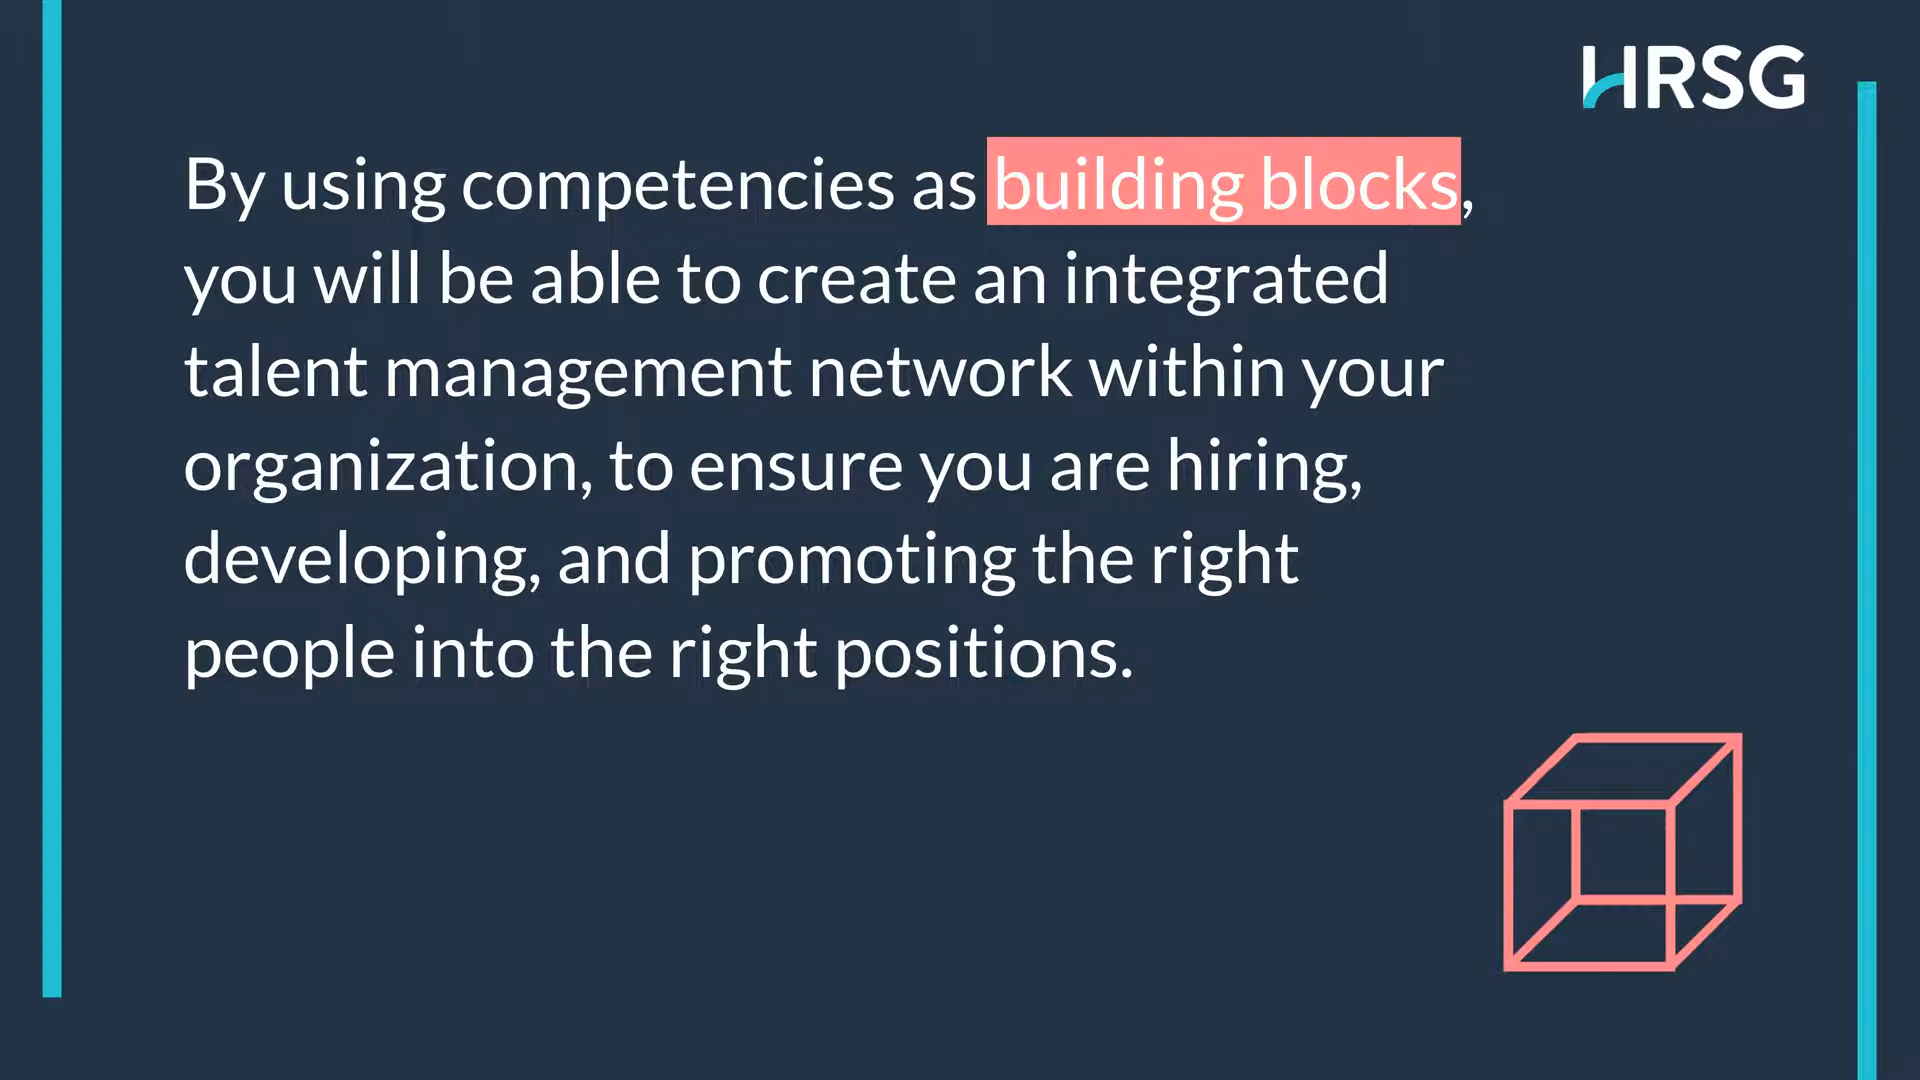 HRSG
By using competencies as building blocks,
you will be able to create an integrated
talent management network within your
organization, to ensure you are hiring,
developing, and promoting the right
people into the right positions.